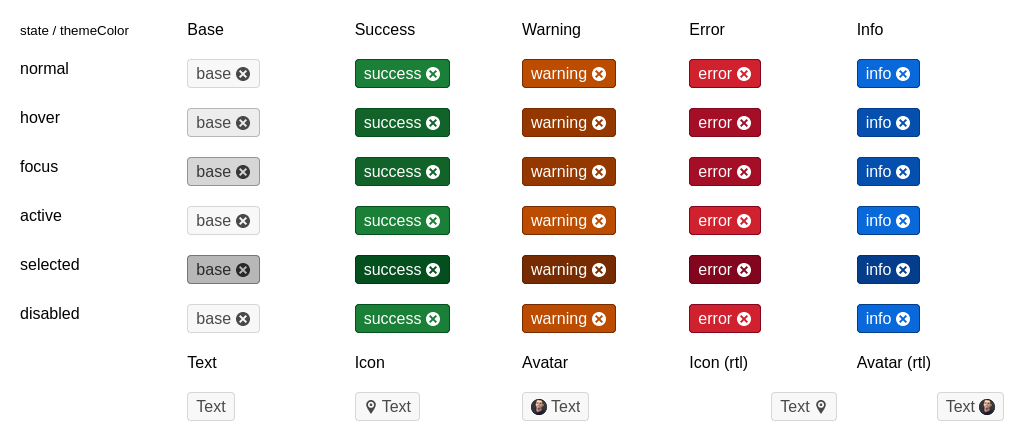 state / themeColor Base Success Warning Error Info
normal base success warning error info
hover base success warning error info
focus base success warning error info
active base success warning error info
selected base success warning error info
disabled base success warning error info
Text Icon Avatar Icon (rtl) Avatar (rtl)
Text Text Text Text Text